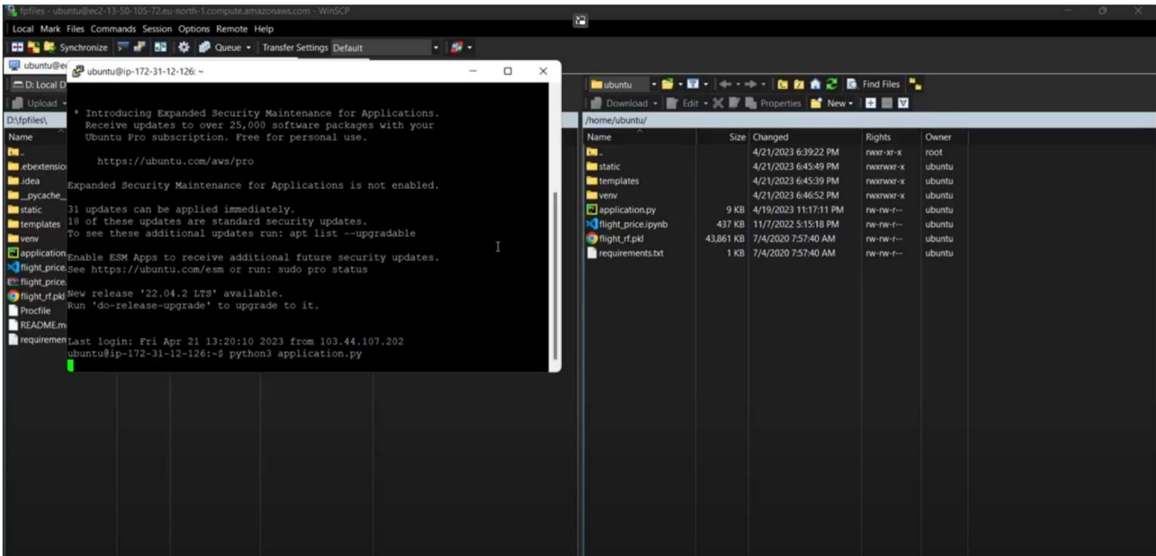 fpfiles - ubuntu@ec2-13-50-105-72.eu-north-1.compute.amazonaws.com - WinSCP
Local Mark Files Commands Session Options Remote Help
Synchronize Queue Transfer Settings Default
ubuntu@e
ubuntu@ip-172-31-12-126: ~
D: Local D
Upload
D:\fpfiles\
Name
..
.ebextensio
.idea
__pycache_
static
templates
venv
application
flight_price.
flight_price.
flight_rf.pkl
Procfile
README.m
requiremen
* Introducing Expanded Security Maintenance for Applications.
Receive updates to over 25,000 software packages with your
Ubuntu Pro subscription. Free for personal use.
https://ubuntu.com/aws/pro
Expanded Security Maintenance for Applications is not enabled.
31 updates can be applied immediately.
18 of these updates are standard security updates.
To see these additional updates run: apt list --upgradable
Enable ESM Apps to receive additional future security updates.
See https://ubuntu.com/esm or run: sudo pro status
New release '22.04.2 LTS' available.
Run 'do-release-upgrade' to upgrade to it.
Last login: Fri Apr 21 13:20:10 2023 from 103.44.107.202
ubuntu@ip-172-31-12-126:~$ python3 application.py
ubuntu Find Files
Download Edit Properties New
/home/ubuntu/
Name Size Changed Rights Owner
.. 4/21/2023 6:39:22 PM rwxr-xr-x root
static 4/21/2023 6:45:49 PM rwxrwxr-x ubuntu
templates 4/21/2023 6:45:39 PM rwxrwxr-x ubuntu
venv 4/21/2023 6:46:52 PM rwxrwxr-x ubuntu
application.py 9 KB 4/19/2023 11:17:11 PM rw-rw-r-- ubuntu
flight_price.ipynb 437 KB 11/7/2022 5:15:18 PM rw-rw-r-- ubuntu
flight_rf.pkl 43,861 KB 7/4/2020 7:57:40 AM rw-rw-r-- ubuntu
requirements.txt 1 KB 7/4/2020 7:57:40 AM rw-rw-r-- ubuntu